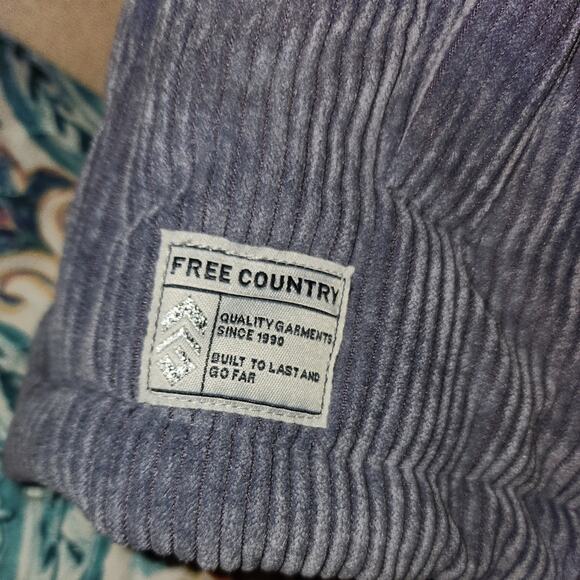 FREE COUNTRY
QUALITY GARMENTS
SINCE 1990
BUILT TO LAST AND
GO FAR